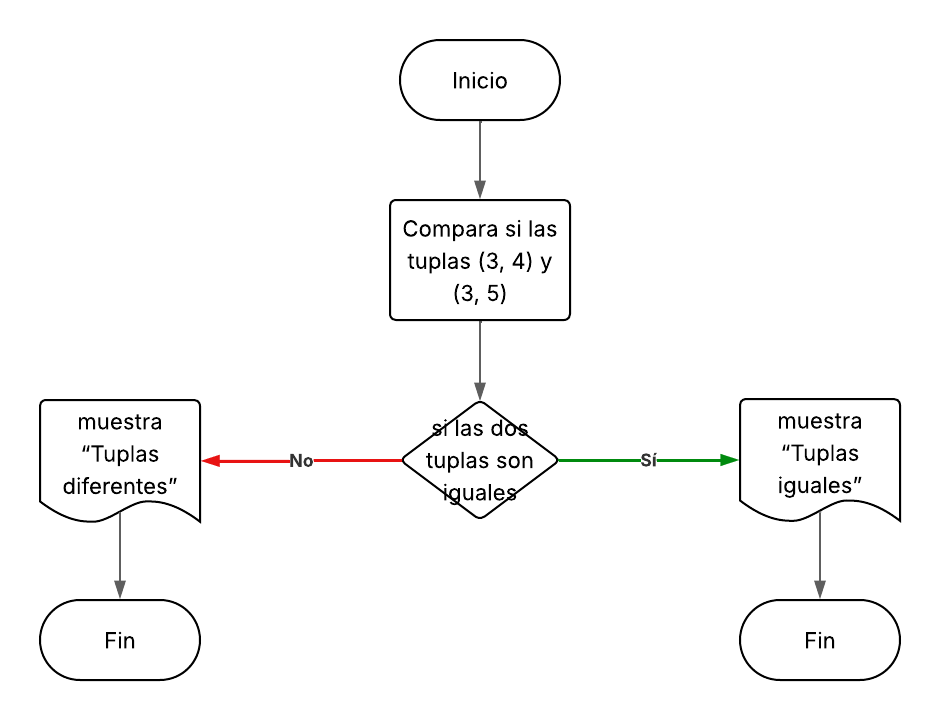 Inicio
Compara si las
tuplas (3, 4) y
(3, 5)
si las dos
tuplas son
iguales
No
Sí
muestra
“Tuplas
diferentes”
muestra
“Tuplas
iguales”
Fin
Fin